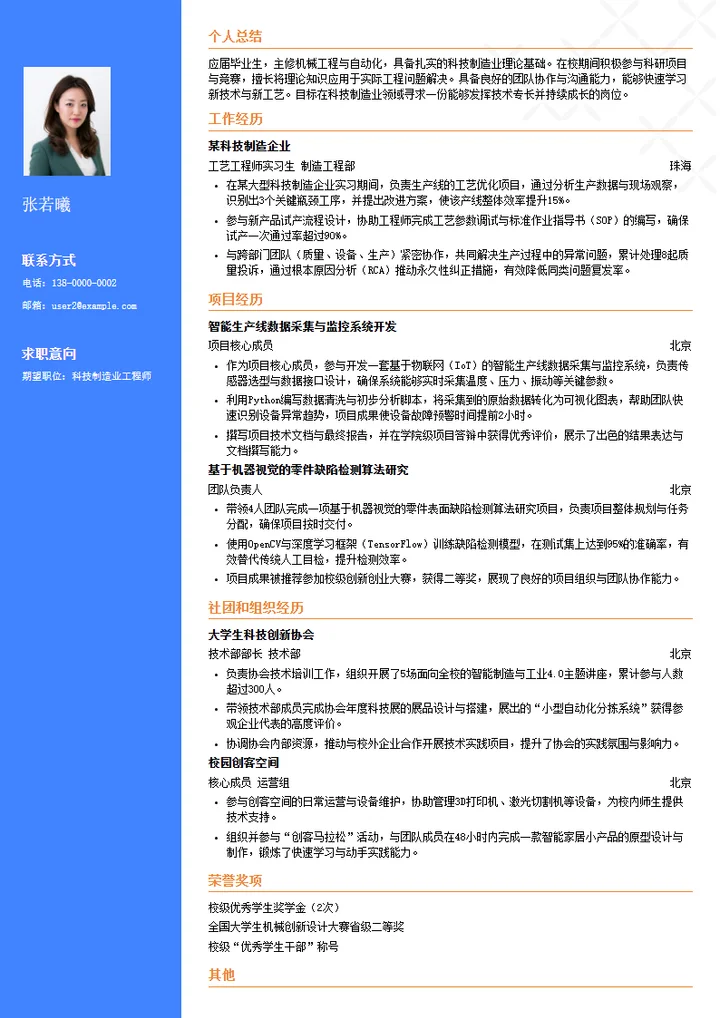 张若曦
联系方式
电话：138-0000-0002
邮箱：user2@example.com
求职意向
期望职位：科技制造业工程师
个人总结
应届毕业生，主修机械工程与自动化，具备扎实的科技制造业理论基础。在校期间积极参与科研项目
与竞赛，擅长将理论知识应用于实际工程问题解决。具备良好的团队协作与沟通能力，能够快速学习
新技术与新工艺。目标在科技制造业领域寻求一份能够发挥技术专长并持续成长的岗位。
工作经历
某科技制造企业
工艺工程师实习生 制造工程部 珠海
• 在某大型科技制造企业实习期间，负责生产线的工艺优化项目，通过分析生产数据与现场观察，
识别出3个关键瓶颈工序，并提出改进方案，使该产线整体效率提升15%。
• 参与新产品试产流程设计，协助工程师完成工艺参数调试与标准作业指导书（SOP）的编写，确保
试产一次通过率超过90%。
• 与跨部门团队（质量、设备、生产）紧密协作，共同解决生产过程中的异常问题，累计处理8起质
量投诉，通过根本原因分析（RCA）推动永久性纠正措施，有效降低同类问题复发率。
项目经历
智能生产线数据采集与监控系统开发
项目核心成员 北京
• 作为项目核心成员，参与开发一套基于物联网（IoT）的智能生产线数据采集与监控系统，负责传
感器选型与数据接口设计，确保系统能够实时采集温度、压力、振动等关键参数。
• 利用Python编写数据清洗与初步分析脚本，将采集到的原始数据转化为可视化图表，帮助团队快
速识别设备异常趋势，项目成果使设备故障预警时间提前2小时。
• 撰写项目技术文档与最终报告，并在学院级项目答辩中获得优秀评价，展示了出色的结果表达与
文档撰写能力。
基于机器视觉的零件缺陷检测算法研究
团队负责人 北京
• 带领4人团队完成一项基于机器视觉的零件表面缺陷检测算法研究项目，负责项目整体规划与任务
分配，确保项目按时交付。
• 使用OpenCV与深度学习框架（TensorFlow）训练缺陷检测模型，在测试集上达到95%的准确率，有
效替代传统人工目检，提升检测效率。
• 项目成果被推荐参加校级创新创业大赛，获得二等奖，展现了良好的项目组织与团队协作能力。
社团和组织经历
大学生科技创新协会
技术部部长 技术部 北京
• 负责协会技术培训工作，组织开展了5场面向全校的智能制造与工业4.0主题讲座，累计参与人数
超过300人。
• 带领技术部成员完成协会年度科技展的展品设计与搭建，展出的“小型自动化分拣系统”获得参
观企业代表的高度评价。
• 协调协会内部资源，推动与校外企业合作开展技术实践项目，提升了协会的实践氛围与影响力。
校园创客空间
核心成员 运营组 北京
• 参与创客空间的日常运营与设备维护，协助管理3D打印机、激光切割机等设备，为校内师生提供
技术支持。
• 组织并参与“创客马拉松”活动，与团队成员在48小时内完成一款智能家居小产品的原型设计与
制作，锻炼了快速学习与动手实践能力。
荣誉奖项
校级优秀学生奖学金（2次）
全国大学生机械创新设计大赛省级二等奖
校级“优秀学生干部”称号
其他